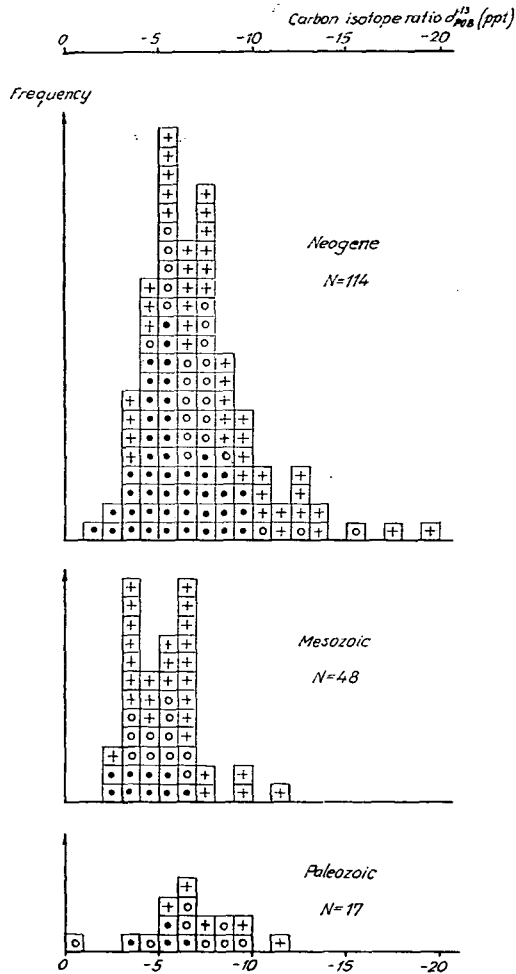 Carbon isotope ratio δ¹³PDB (ppt)
0 -5 -10 -15 -20
Frequency
Neogene
N=114
Mesozoic
N=48
Paleozoic
N=17
0 -5 -10 -15 -20